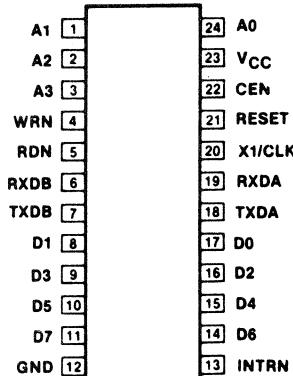 A1 1 24 A0
A2 2 23 VCC
A3 3 22 CEN
WRN 4 21 RESET
RDN 5 20 X1/CLK
RXDB 6 19 RXDA
TXDB 7 18 TXDA
D1 8 17 D0
D3 9 16 D2
D5 10 15 D4
D7 11 14 D6
GND 12 13 INTRN